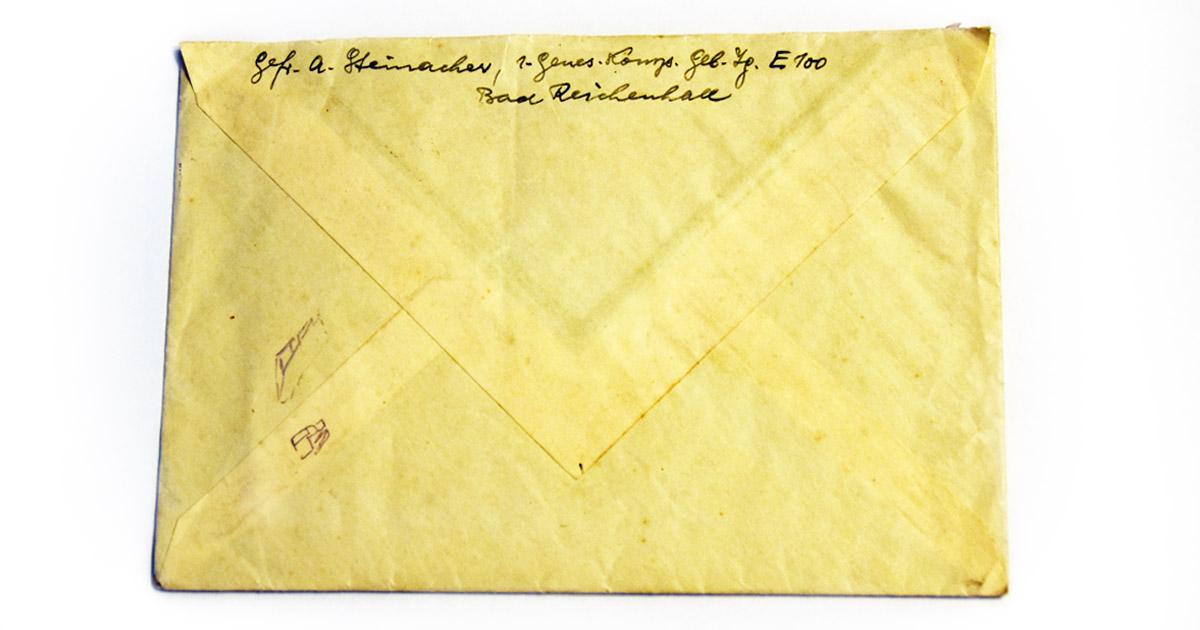 Gefr. A. Steinacher, 1-Genes. Komp. Geb. Jg. E 100
Bad Reichenhall